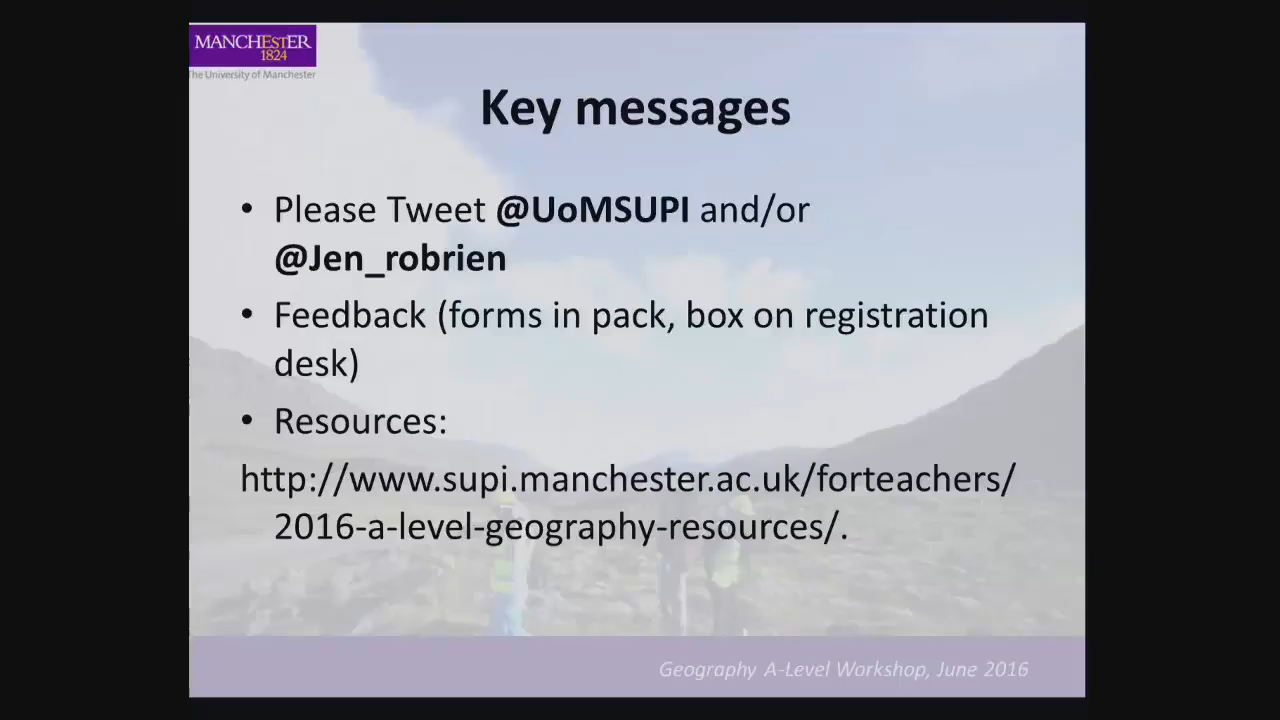 MANCHESTER
1824
The University of Manchester
Key messages
• Please Tweet @UoMSUPI and/or
@Jen_robrien
• Feedback (forms in pack, box on registration
desk)
• Resources:
http://www.supi.manchester.ac.uk/forteachers/
2016-a-level-geography-resources/.
Geography A-Level Workshop, June 2016